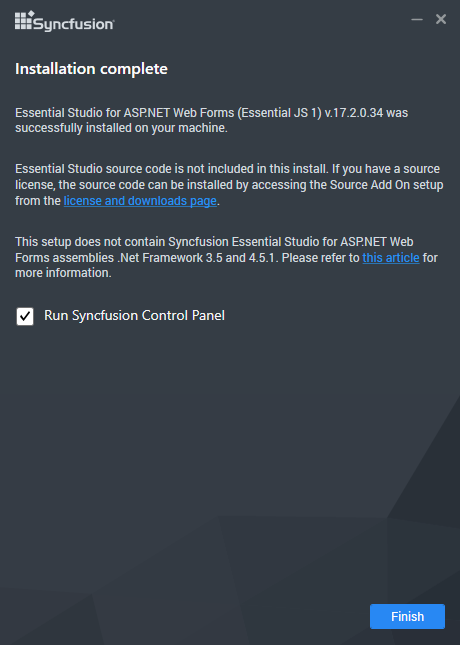 Syncfusion
Installation complete
Essential Studio for ASP.NET Web Forms (Essential JS 1) v.17.2.0.34 was
successfully installed on your machine.
Essential Studio source code is not included in this install. If you have a source
license, the source code can be installed by accessing the Source Add On setup
from the license and downloads page.
This setup does not contain Syncfusion Essential Studio for ASP.NET Web
Forms assemblies .Net Framework 3.5 and 4.5.1. Please refer to this article for
more information.
Run Syncfusion Control Panel
Finish